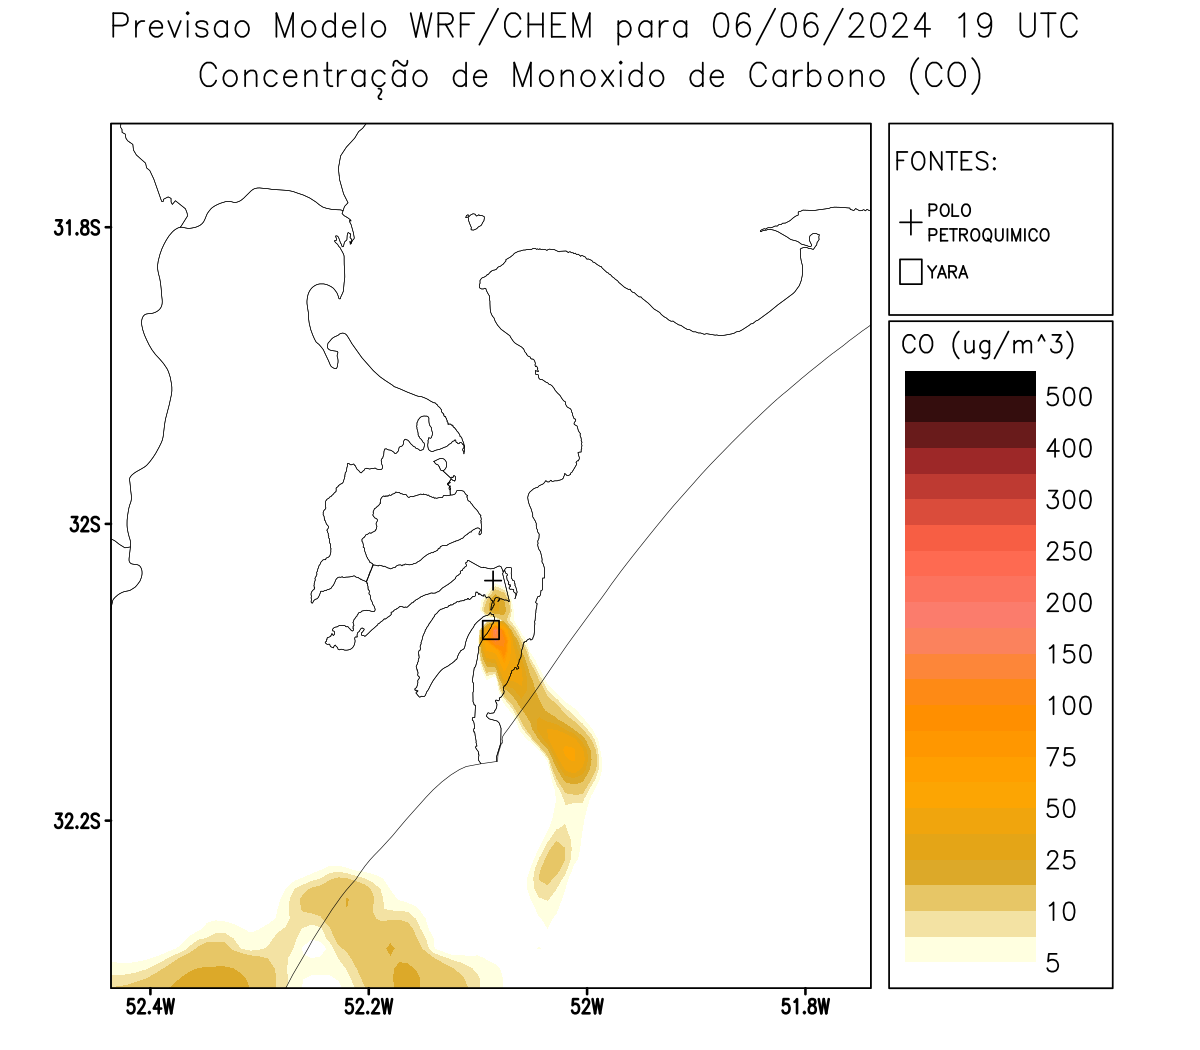 Previsao Modelo WRF/CHEM para 06/06/2024 19 UTC
Concentração de Monoxido de Carbono (CO)
FONTES:
POLO
PETROQUIMICO
YARA
CO (ug/m^3)
500
400
300
250
200
150
100
75
50
25
10
5
31.8S
32S
32.2S
52.4W
52.2W
52W
51.8W